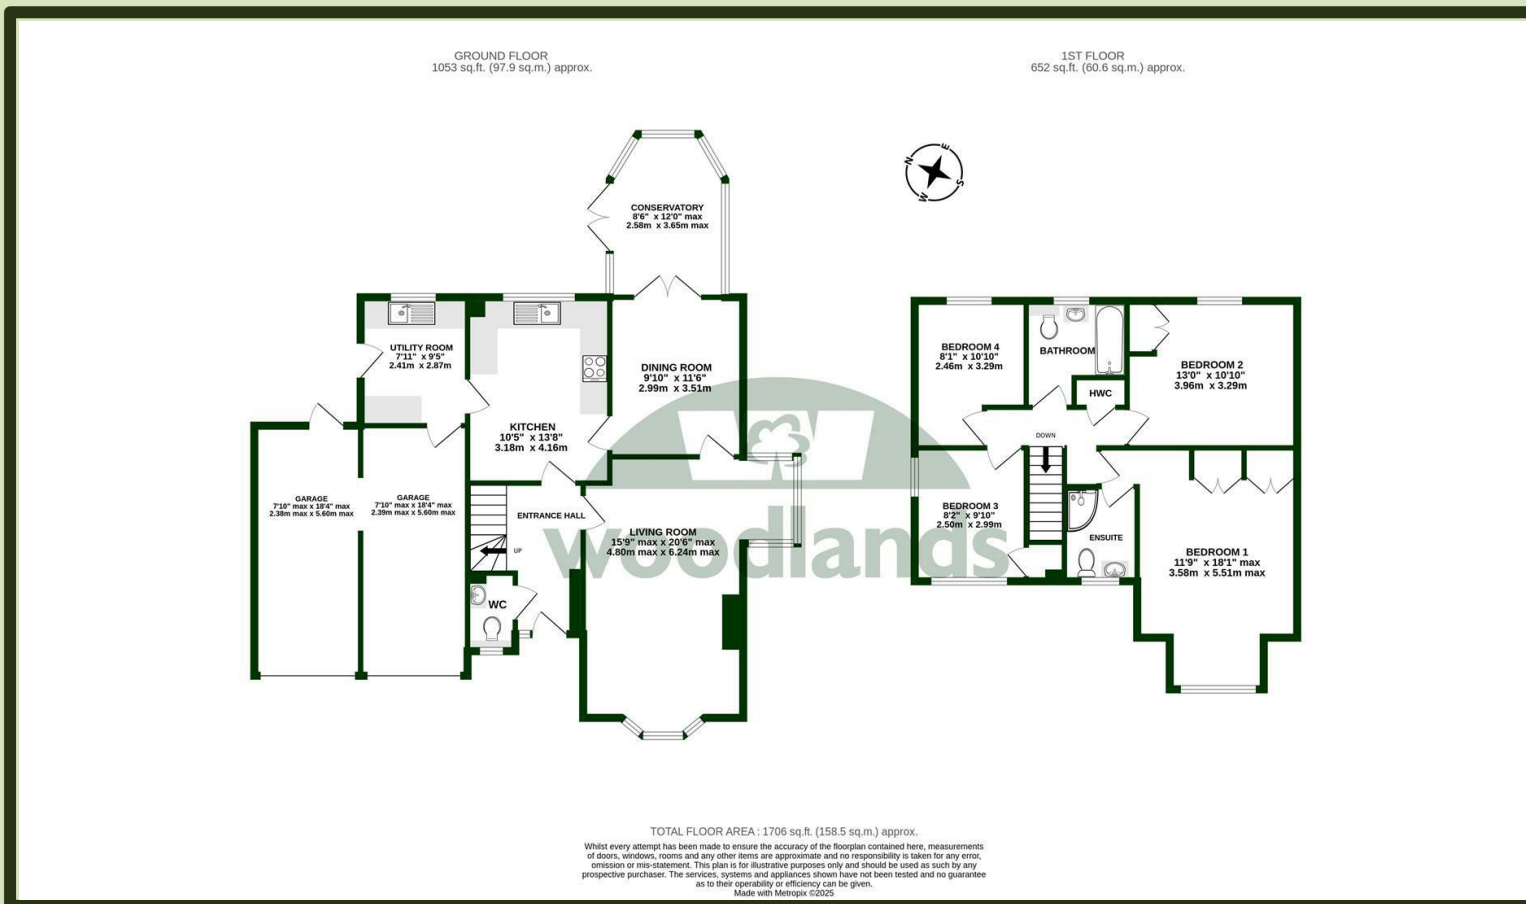 GROUND FLOOR
1053 sq.ft. (97.9 sq.m.) approx.
1ST FLOOR
652 sq.ft. (60.6 sq.m.) approx.
N
E
S
W
CONSERVATORY
8'6" x 12'0" max
2.58m x 3.65m max
UTILITY ROOM
7'11" x 9'5"
2.41m x 2.87m
DINING ROOM
9'10" x 11'6"
2.99m x 3.51m
KITCHEN
10'5" x 13'8"
3.18m x 4.16m
GARAGE
7'10" max x 18'4" max
2.38m max x 5.60m max
GARAGE
7'10" max x 18'4" max
2.39m max x 5.60m max
ENTRANCE HALL
UP
LIVING ROOM
15'9" max x 20'6" max
4.80m max x 6.24m max
WC
woodlands
BEDROOM 4
8'1" x 10'10"
2.46m x 3.29m
BATHROOM
BEDROOM 2
13'0" x 10'10"
3.96m x 3.29m
HWC
DOWN
BEDROOM 3
8'2" x 9'10"
2.50m x 2.99m
ENSUITE
BEDROOM 1
11'9" x 18'1" max
3.58m x 5.51m max
TOTAL FLOOR AREA : 1706 sq.ft. (158.5 sq.m.) approx.
Whilst every attempt has been made to ensure the accuracy of the floorplan contained here, measurements
of doors, windows, rooms and any other items are approximate and no responsibility is taken for any error,
omission or mis-statement. This plan is for illustrative purposes only and should be used as such by any
prospective purchaser. The services, systems and appliances shown have not been tested and no guarantee
as to their operability or efficiency can be given.
Made with Metropix ©2025